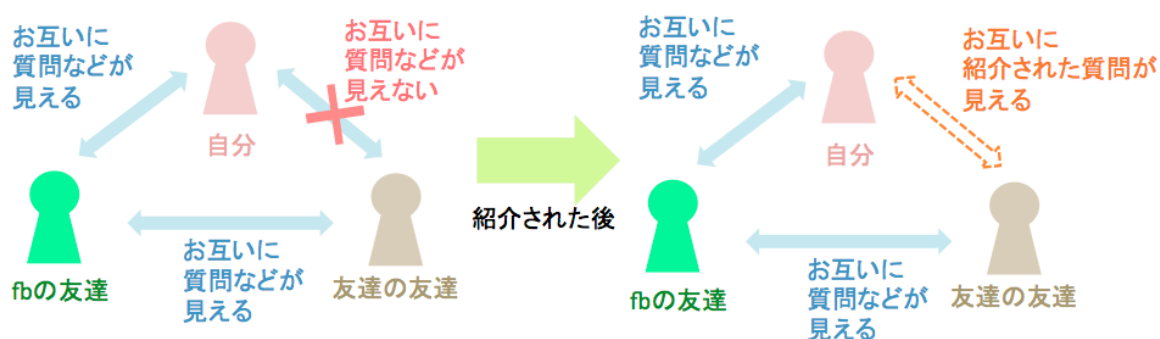 お互いに
質問などが
見える
お互いに
質問などが
見えない
自分
fbの友達
お互いに
質問などが
見える
友達の友達
紹介された後
お互いに
質問などが
見える
お互いに
紹介された質問が
見える
自分
fbの友達
お互いに
質問などが
見える
友達の友達